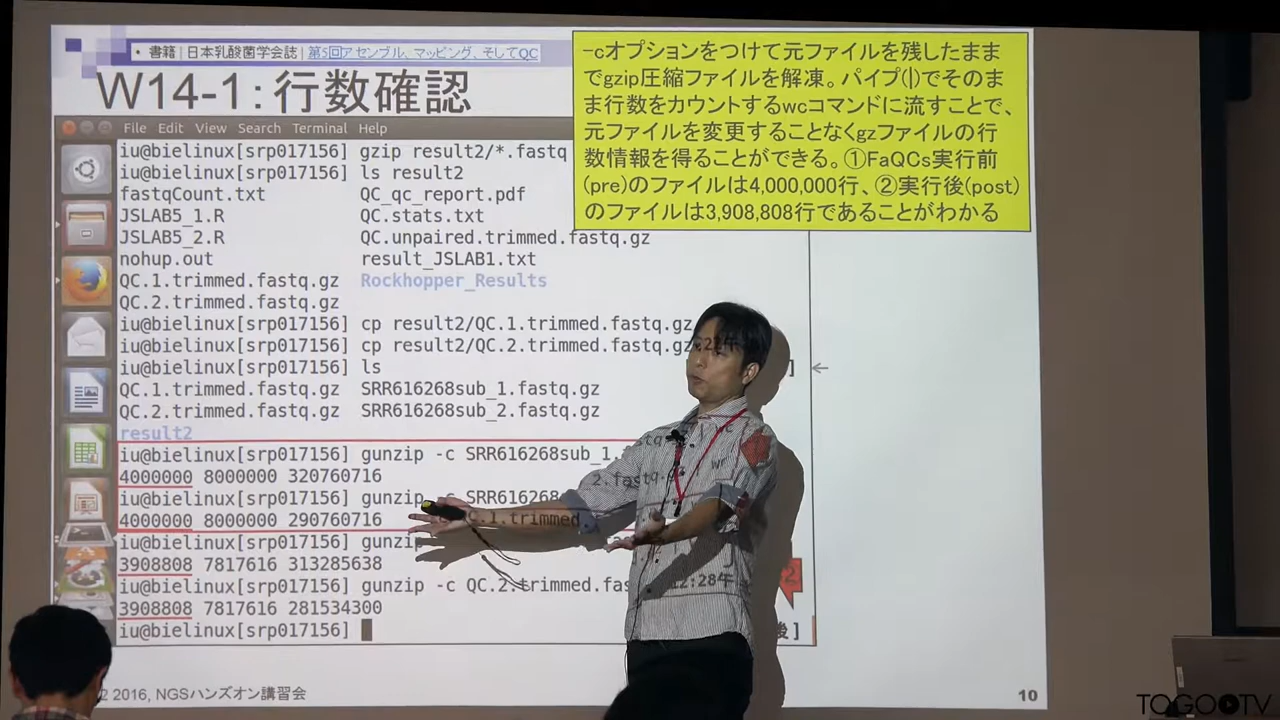 • 書籍 | 日本乳酸菌学会誌 | 第5回アセンブル、マッピング、そしてQC
W14-1：行数確認
-cオプションをつけて元ファイルを残したまま
でgzip圧縮ファイルを解凍。パイプ(|)でそのま
ま行数をカウントするwcコマンドに流すことで、
元ファイルを変更することなくgzファイルの行
数情報を得ることができる。①FaQCs実行前
(pre)のファイルは4,000,000行、②実行後(post)
のファイルは3,908,808行であることがわかる
File Edit View Search Terminal Help
iu@bielinux[srp017156] gzip result2/*.fastq
iu@bielinux[srp017156] ls result2
fastqCount.txt QC_qc_report.pdf
JSLAB5_1.R QC.stats.txt
JSLAB5_2.R QC.unpaired.trimmed.fastq.gz
nohup.out result_JSLAB1.txt
QC.1.trimmed.fastq.gz Rockhopper_Results
QC.2.trimmed.fastq.gz
iu@bielinux[srp017156] cp result2/QC.1.trimmed.fastq.gz
iu@bielinux[srp017156] cp result2/QC.2.trimmed.fastq.gz
iu@bielinux[srp017156] ls
QC.1.trimmed.fastq.gz SRR616268sub_1.fastq.gz
QC.2.trimmed.fastq.gz SRR616268sub_2.fastq.gz
result2
iu@bielinux[srp017156] gunzip -c SRR616268sub_1.
4000000 8000000 320760716
iu@bielinux[srp017156] gunzip -c SRR616268 2.fastq.
4000000 8000000 290760716
iu@bielinux[srp017156] gunzip C.1.trimmed.
3908808 7817616 313285638
iu@bielinux[srp017156] gunzip -c QC.2.trimmed.fas
3908808 7817616 281534300
iu@bielinux[srp017156]
12:28午
後]
2016, NGSハンズオン講習会
10
TOGOTV